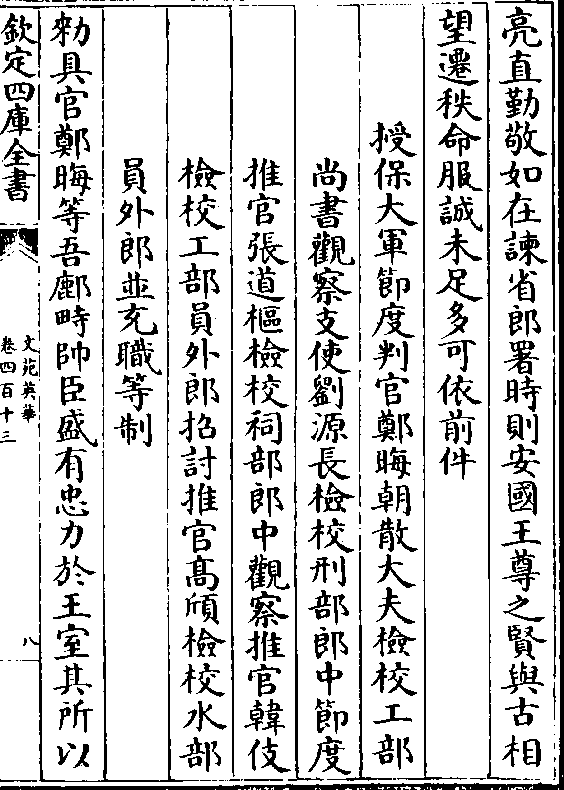 亮直勤敬如在諫省郎署時則安國王尊之賢與古相
望遷秩命服誠未足多可依前件
授保大軍節度判官鄭晦朝散大夫檢校工部
尚書觀察支使劉源長檢校刑部郎中節度
推官張道樞檢校祠部郎中觀察推官韓伎
檢校工部員外郎招討推官髙頎檢校水部
員外郎並充職等制
勑具官鄭晦等吾鄜畤帥臣盛有忠力於王室其所以
欽定四庫全書
文苑英華
卷四百十三
八